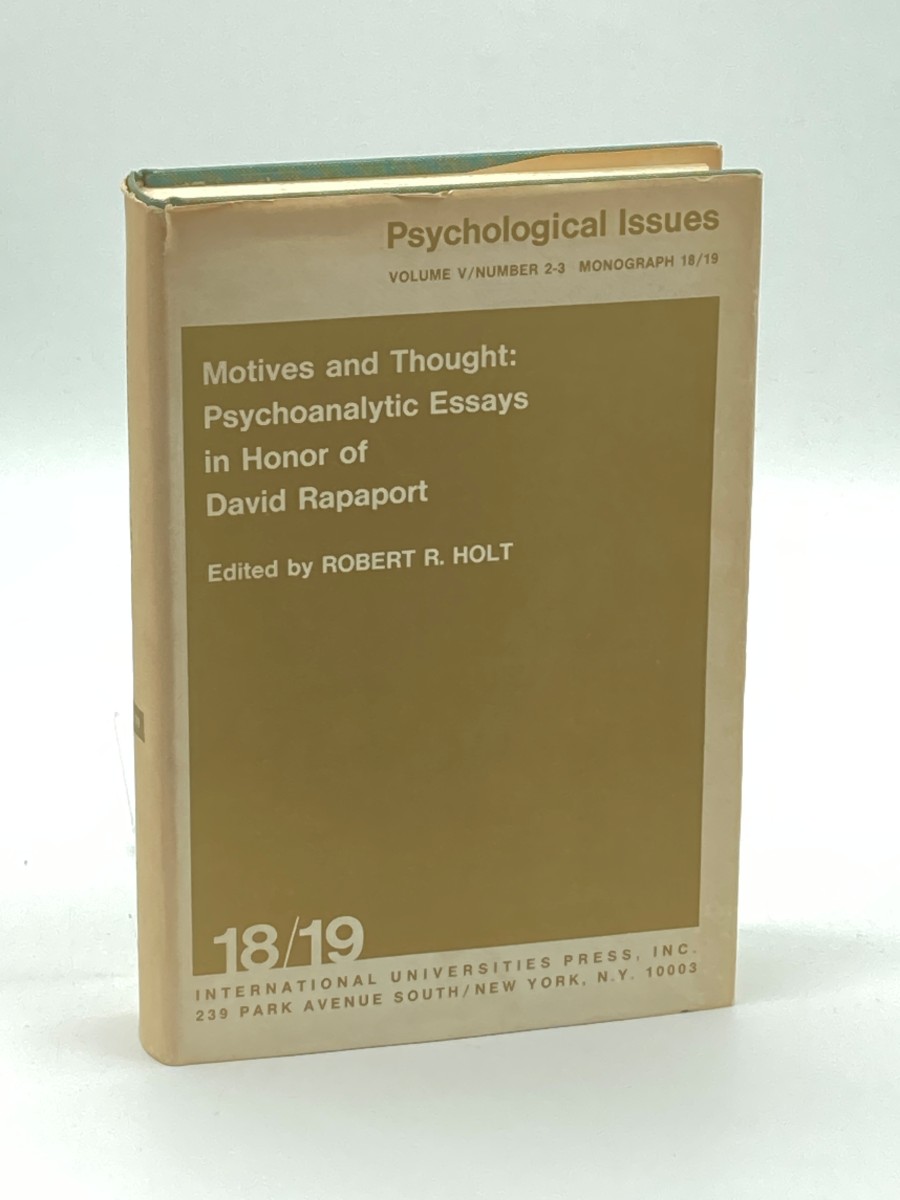 Psychological Issues
VOLUME V/NUMBER 2-3 MONOGRAPH 18/19
Motives and Thought:
Psychoanalytic Essays
in Honor of
David Rapaport
Edited by ROBERT R. HOLT
18/19
INTERNATIONAL UNIVERSITIES PRESS, INC.
239 PARK AVENUE SOUTH/NEW YORK, N.Y. 10003